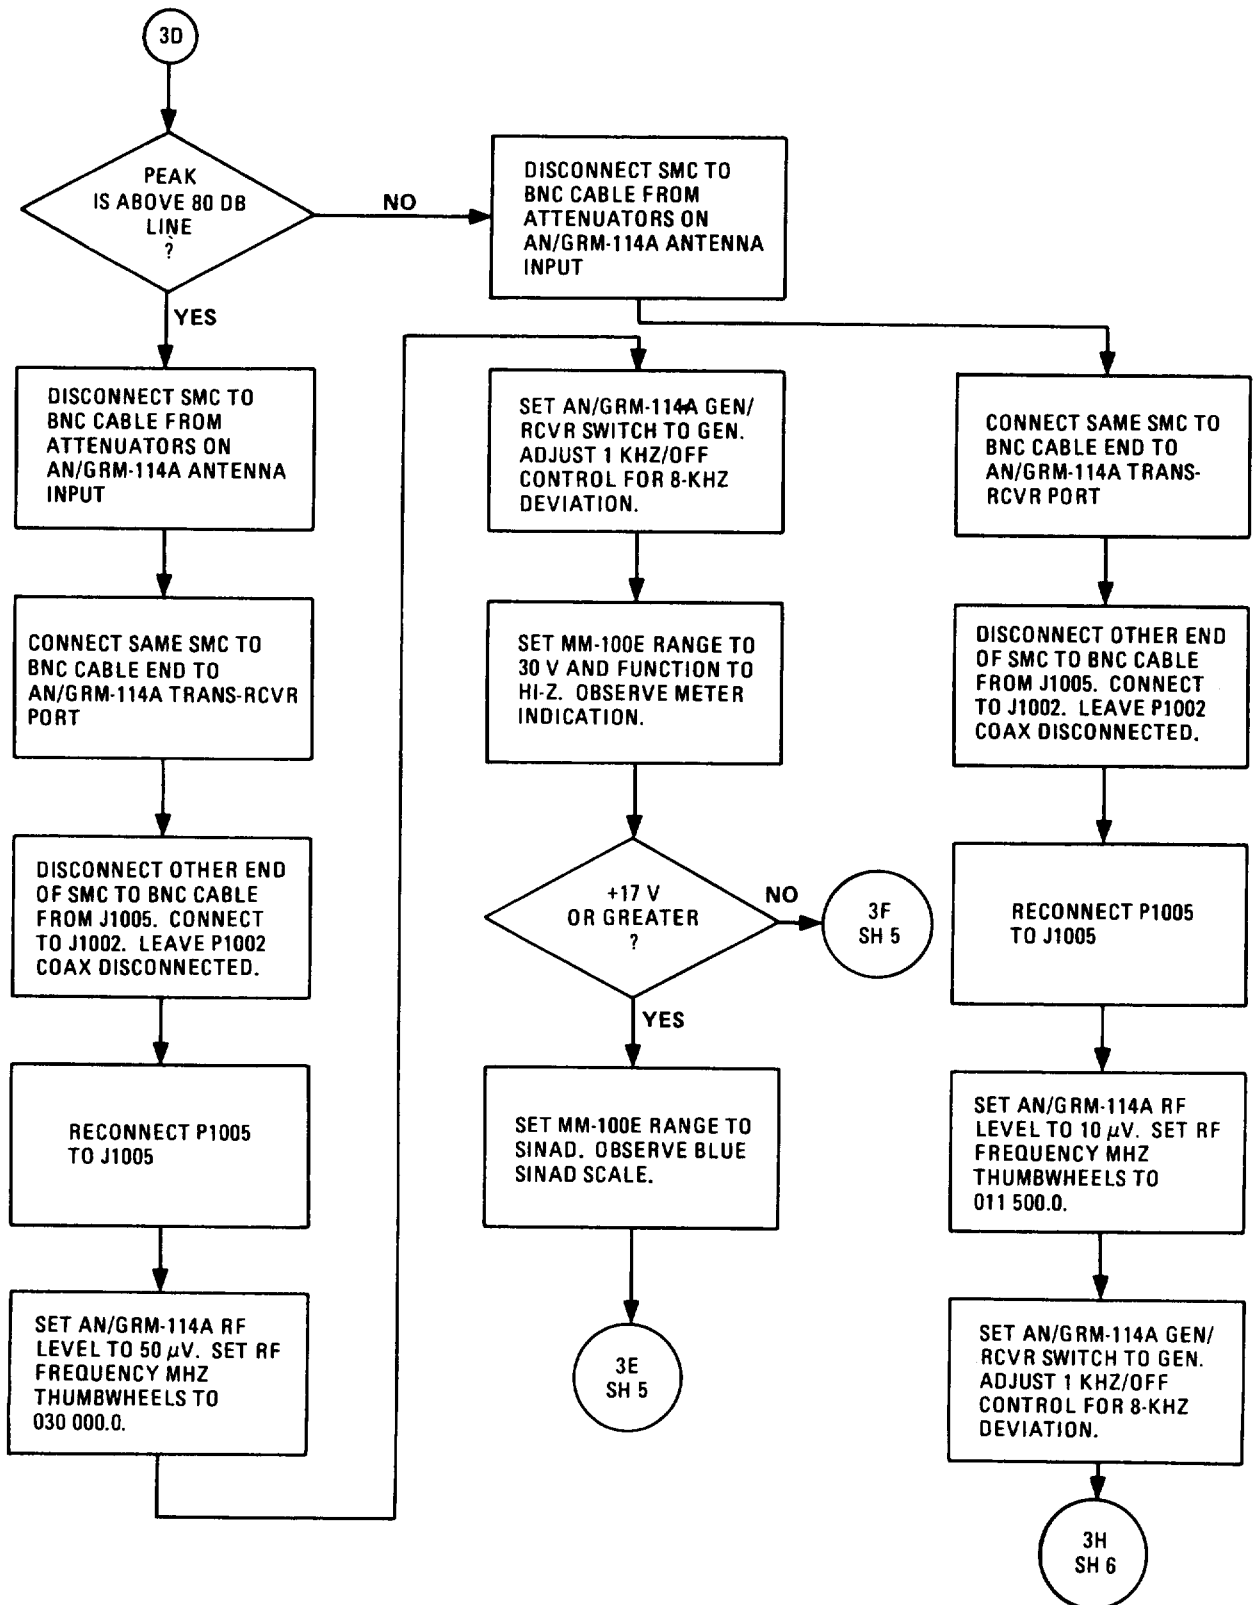 3D
PEAK
IS ABOVE 80 DB
LINE
?
NO
YES
DISCONNECT SMC TO
BNC CABLE FROM
ATTENUATORS ON
AN/GRM-114A ANTENNA
INPUT
DISCONNECT SMC TO
BNC CABLE FROM
ATTENUATORS ON
AN/GRM-114A ANTENNA
INPUT
CONNECT SAME SMC TO
BNC CABLE END TO
AN/GRM-114A TRANS-RCVR
PORT
DISCONNECT OTHER END
OF SMC TO BNC CABLE
FROM J1005. CONNECT
TO J1002. LEAVE P1002
COAX DISCONNECTED.
RECONNECT P1005
TO J1005
SET AN/GRM-114A RF
LEVEL TO 50 μV. SET RF
FREQUENCY MHZ
THUMBWHEELS TO
030 000.0.
SET AN/GRM-114A GEN/
RCVR SWITCH TO GEN.
ADJUST 1 KHZ/OFF
CONTROL FOR 8-KHZ
DEVIATION.
SET MM-100E RANGE TO
30 V AND FUNCTION TO
HI-Z. OBSERVE METER
INDICATION.
+17 V
OR GREATER
?
NO
3F
SH 5
YES
SET MM-100E RANGE TO
SINAD. OBSERVE BLUE
SINAD SCALE.
3E
SH 5
CONNECT SAME SMC TO
BNC CABLE END TO
AN/GRM-114A TRANS-
RCVR PORT
DISCONNECT OTHER END
OF SMC TO BNC CABLE
FROM J1005. CONNECT
TO J1002. LEAVE P1002
COAX DISCONNECTED.
RECONNECT P1005
TO J1005
SET AN/GRM-114A RF
LEVEL TO 10 μV. SET RF
FREQUENCY MHZ
THUMBWHEELS TO
011 500.0.
SET AN/GRM-114A GEN/
RCVR SWITCH TO GEN.
ADJUST 1 KHZ/OFF
CONTROL FOR 8-KHZ
DEVIATION.
3H
SH 6